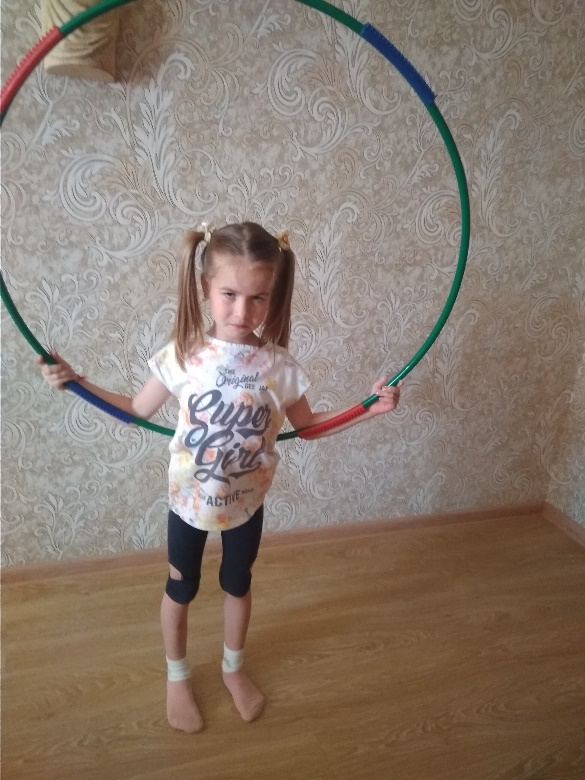 THE
Original
Super
Girl
ACTIVE